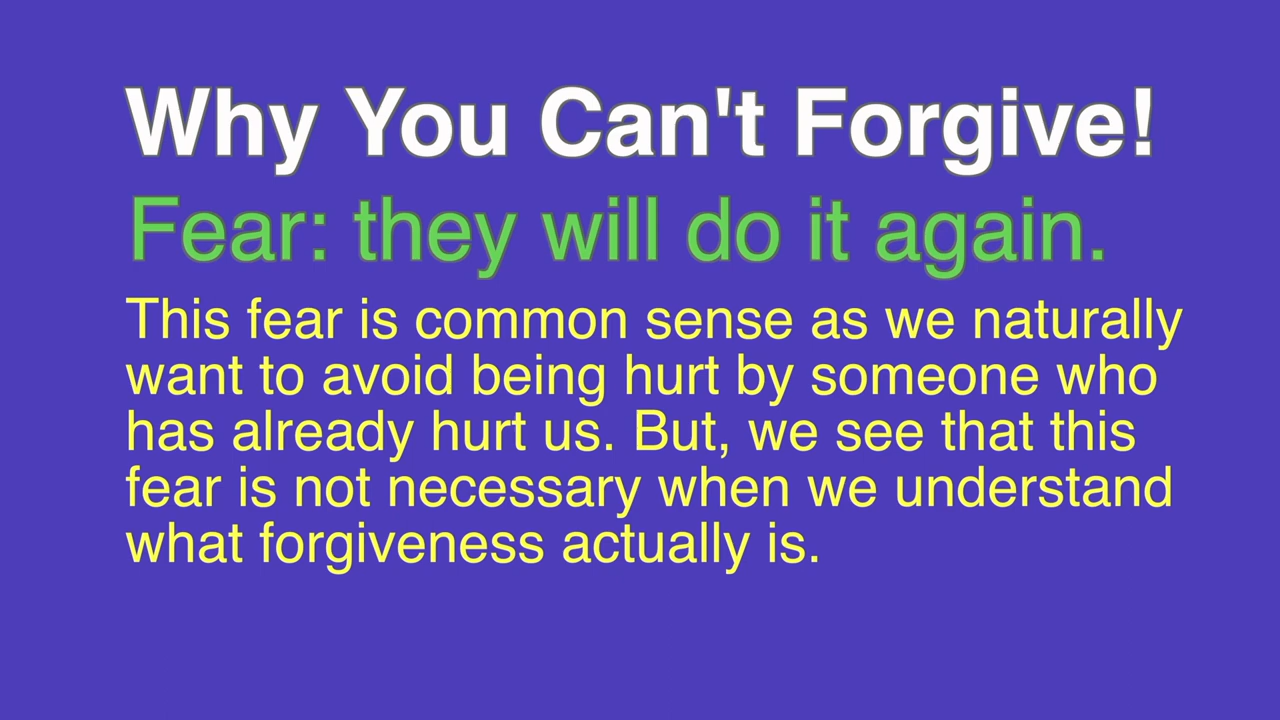 Why You Can't Forgive!
Fear: they will do it again.
This fear is common sense as we naturally
want to avoid being hurt by someone who
has already hurt us. But, we see that this
fear is not necessary when we understand
what forgiveness actually is.